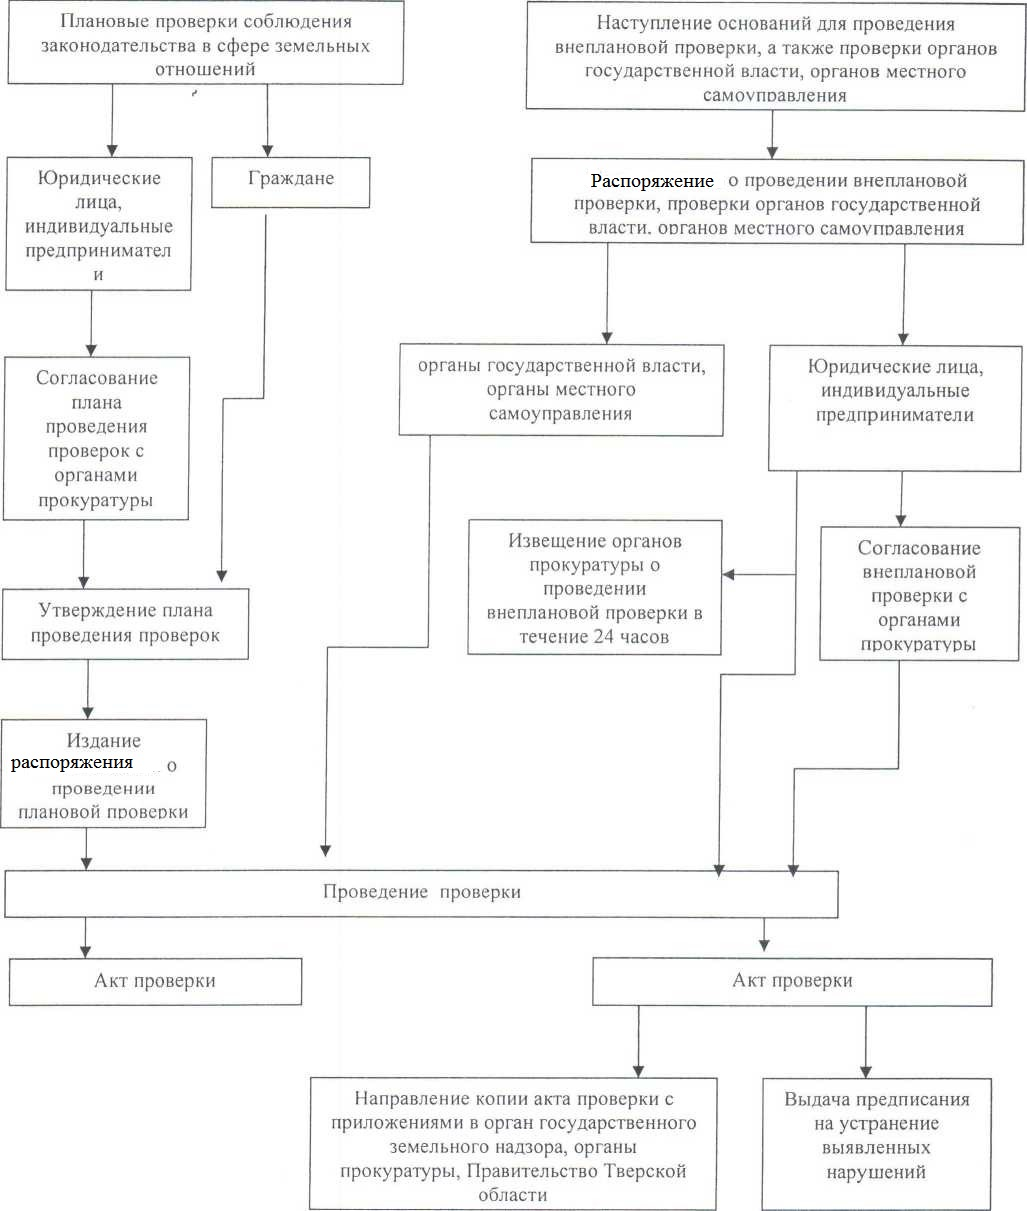 Плановые проверки соблюдения
законодательства в сфере земельных
отношений
Наступление оснований для проведения
внеплановой проверки, а также проверки органов
государственной власти, органов местного
самоуправления
Юридические
лица,
индивидуальные
предпринимател
и
Граждане
Распоряжение о проведении внеплановой
проверки, проверки органов государственной
власти, органов местного самоуправления
Согласование
плана
проведения
проверок с
органами
прокуратуры
органы государственной власти,
органы местного
самоуправления
Юридические лица,
индивидуальные
предприниматели
Извещение органов
прокуратуры о
проведении
внеплановой проверки в
течение 24 часов
Согласование
внеплановой
проверки с
органами
прокуратуры
Утверждение плана
проведения проверок
Издание
распоряжения о
проведении
плановой проверки
Проведение проверки
Акт проверки
Акт проверки
Направление копии акта проверки с
приложениями в орган государственного
земельного надзора, органы
прокуратуры, Правительство Тверской
области
Выдача предписания
на устранение
выявленных
нарушений